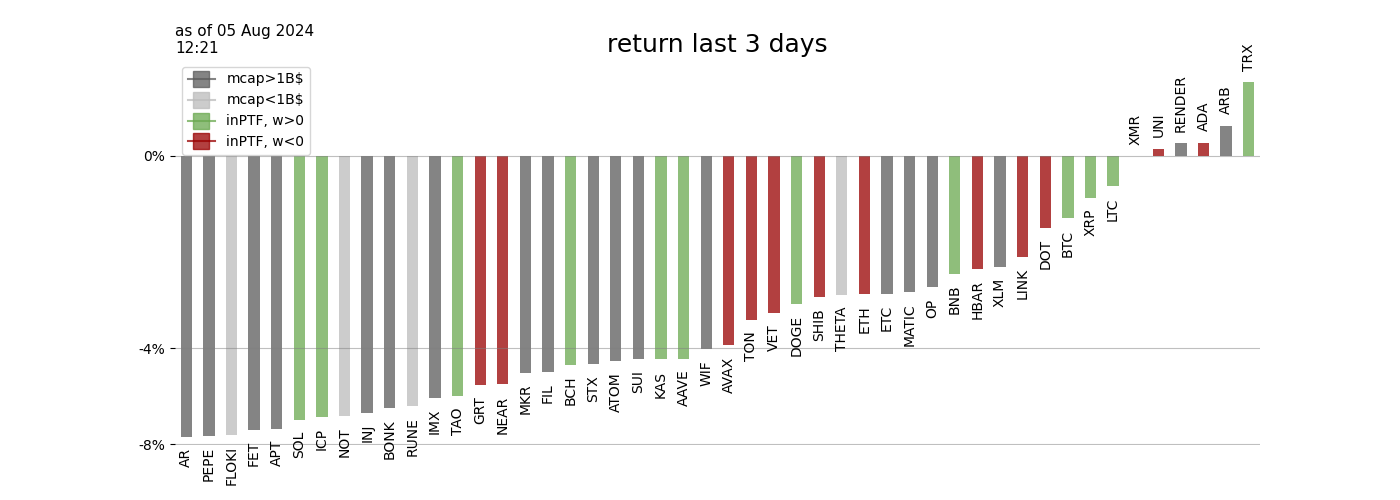 as of 05 Aug 2024
12:21
return last 3 days
mcap>1B$
mcap<1B$
inPTF, w>0
inPTF, w<0
0%
-4%
-8%
AR
PEPE
FLOKI
FET
APT
SOL
ICP
NOT
INJ
BONK
RUNE
IMX
TAO
GRT
NEAR
MKR
FIL
BCH
STX
ATOM
SUI
KAS
AAVE
WIF
AVAX
TON
VET
DOGE
SHIB
THETA
ETH
ETC
MATIC
OP
BNB
HBAR
XLM
LINK
DOT
BTC
XRP
LTC
XMR
UNI
RENDER
ADA
ARB
TRX